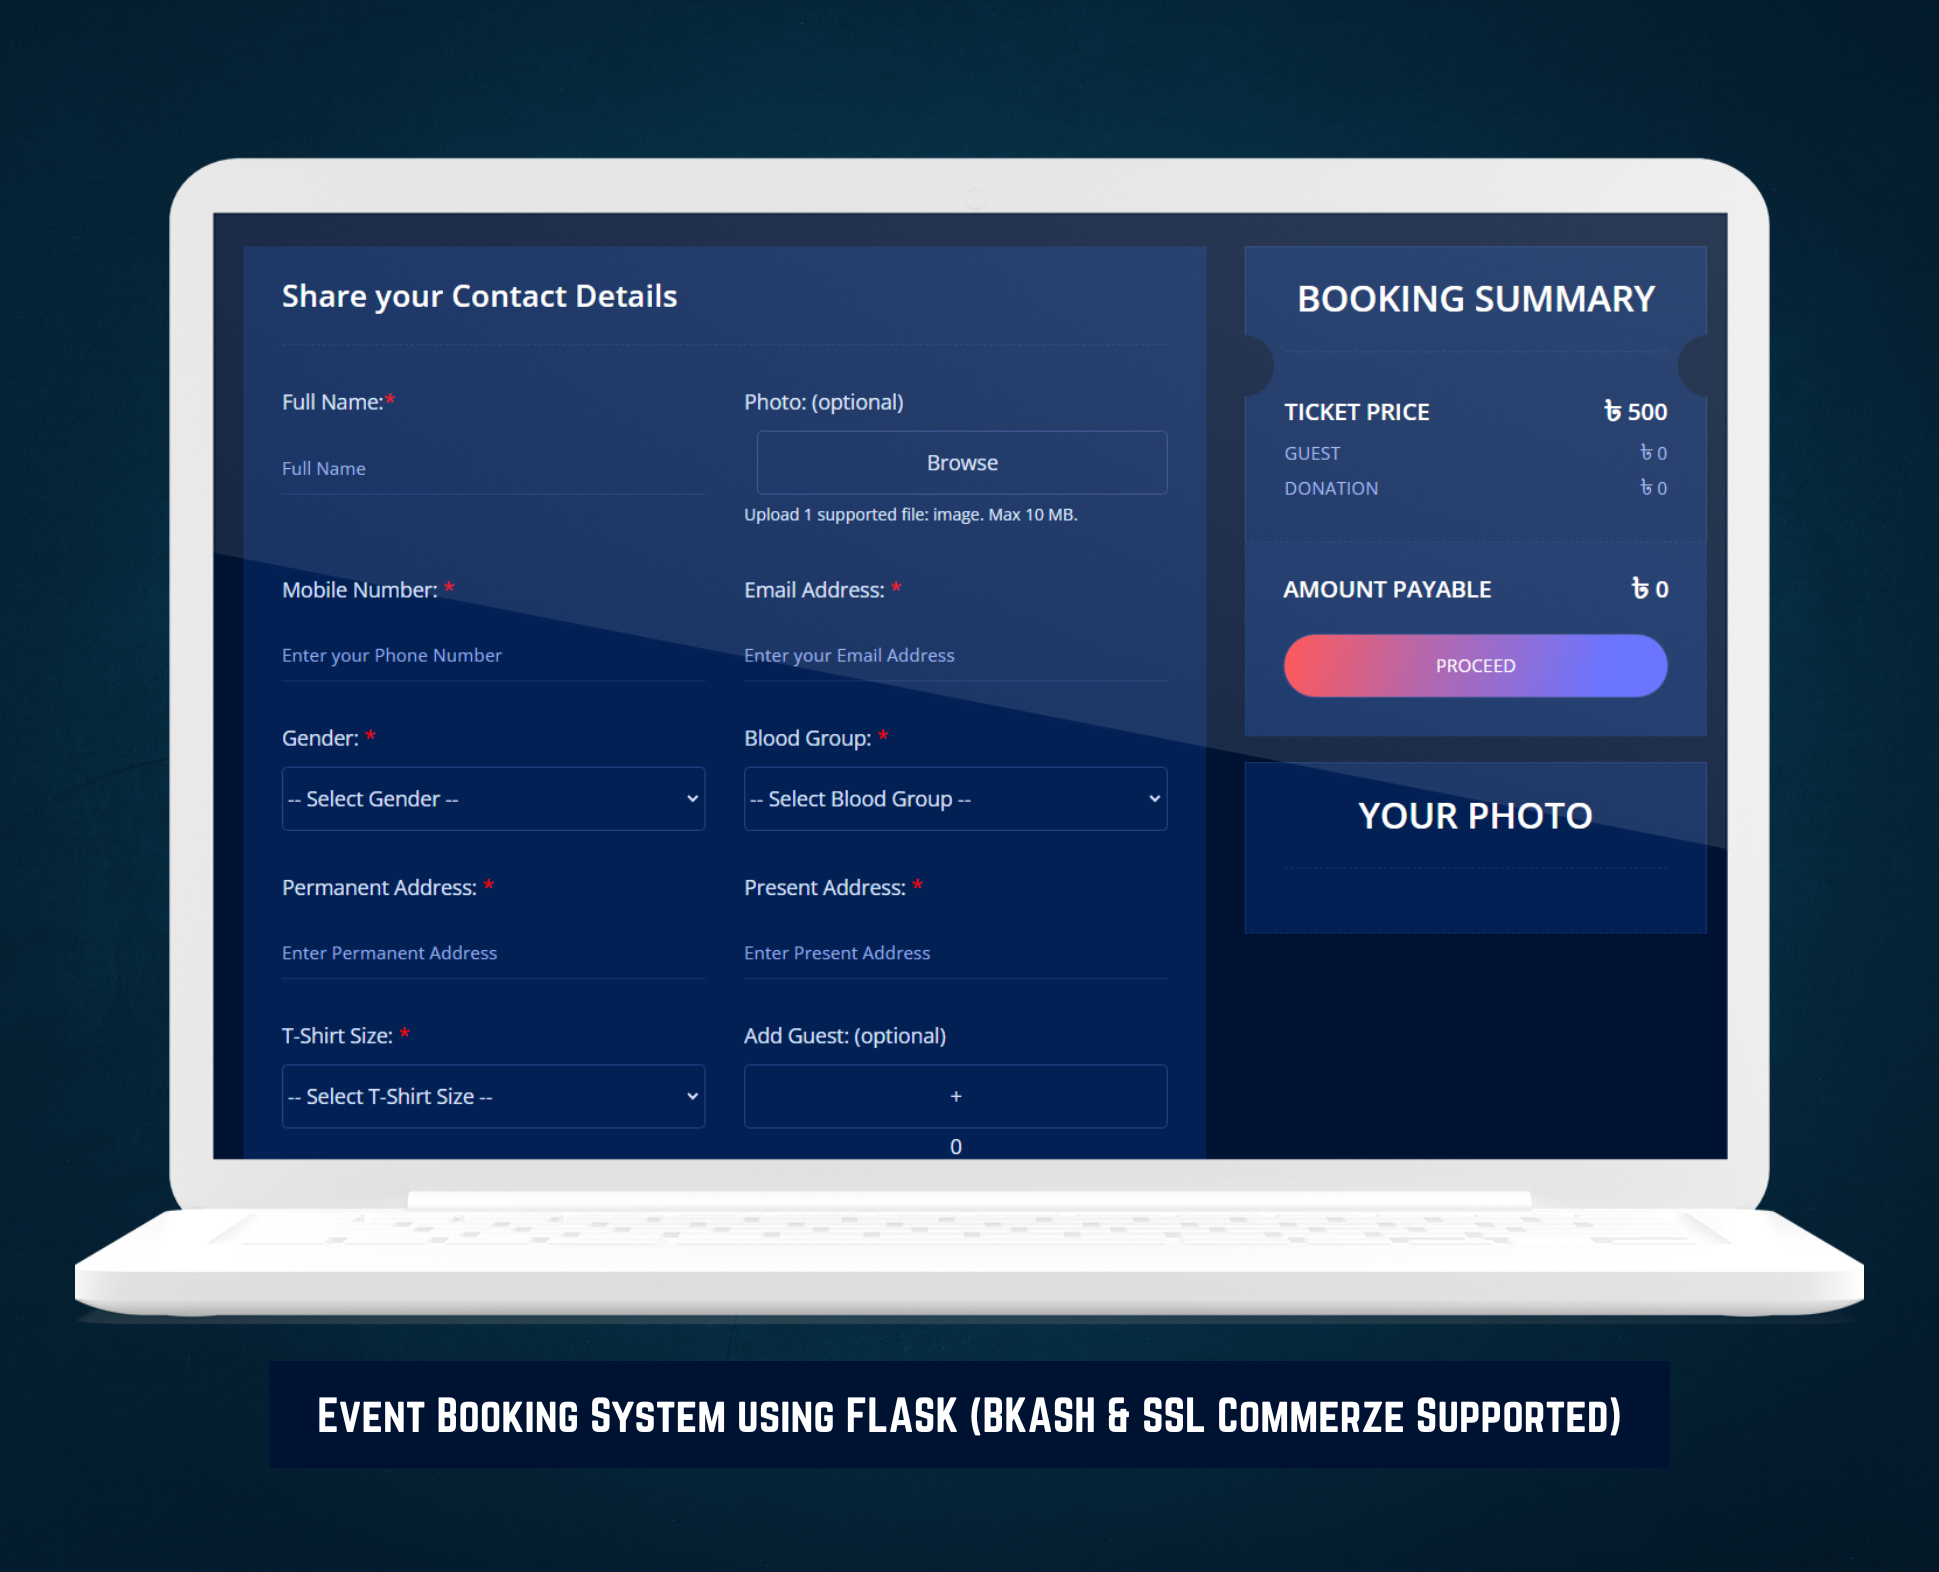 Share your Contact Details
Full Name:*
Full Name
Photo: (optional)
Browse
Upload 1 supported file: image. Max 10 MB.
Mobile Number: *
Enter your Phone Number
Email Address: *
Enter your Email Address
Gender: *
-- Select Gender --
Blood Group: *
-- Select Blood Group --
Permanent Address: *
Enter Permanent Address
Present Address: *
Enter Present Address
T-Shirt Size: *
-- Select T-Shirt Size --
Add Guest: (optional)
+
0
BOOKING SUMMARY
TICKET PRICE ৳ 500
GUEST ৳ 0
DONATION ৳ 0
AMOUNT PAYABLE ৳ 0
PROCEED
YOUR PHOTO
Event Booking System using FLASK (BKASH & SSL Commerze Supported)